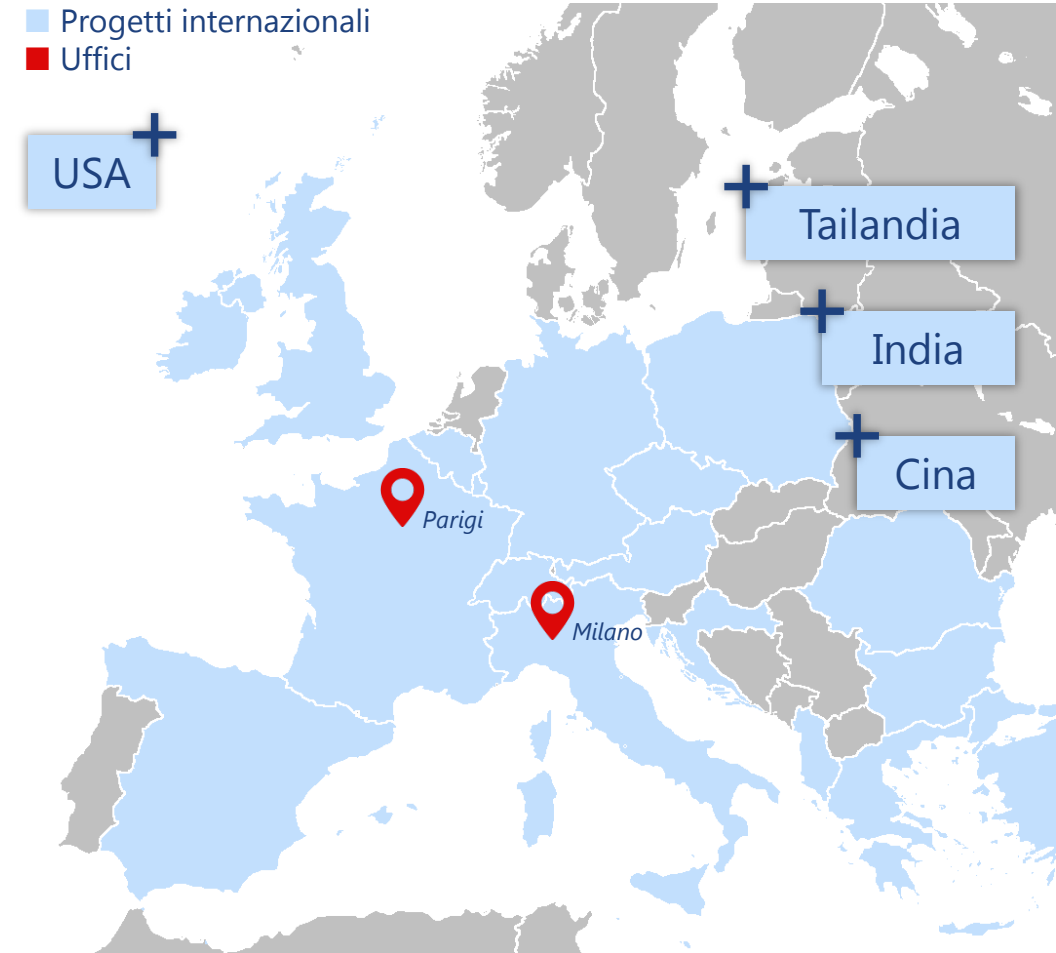 Progetti internazionali
Uffici
USA
Tailandia
India
Cina
Parigi
Milano